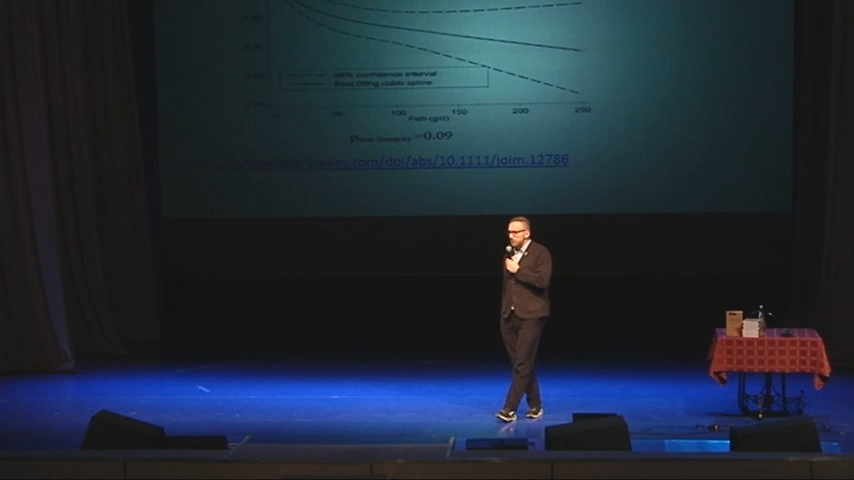 95% confidence interval
Best fitting cubic spline
50 100 150 200 250
Fish (g/d)
P =0.09
onlinelibrary.wiley.com/doi/abs/10.1111/joim.12786